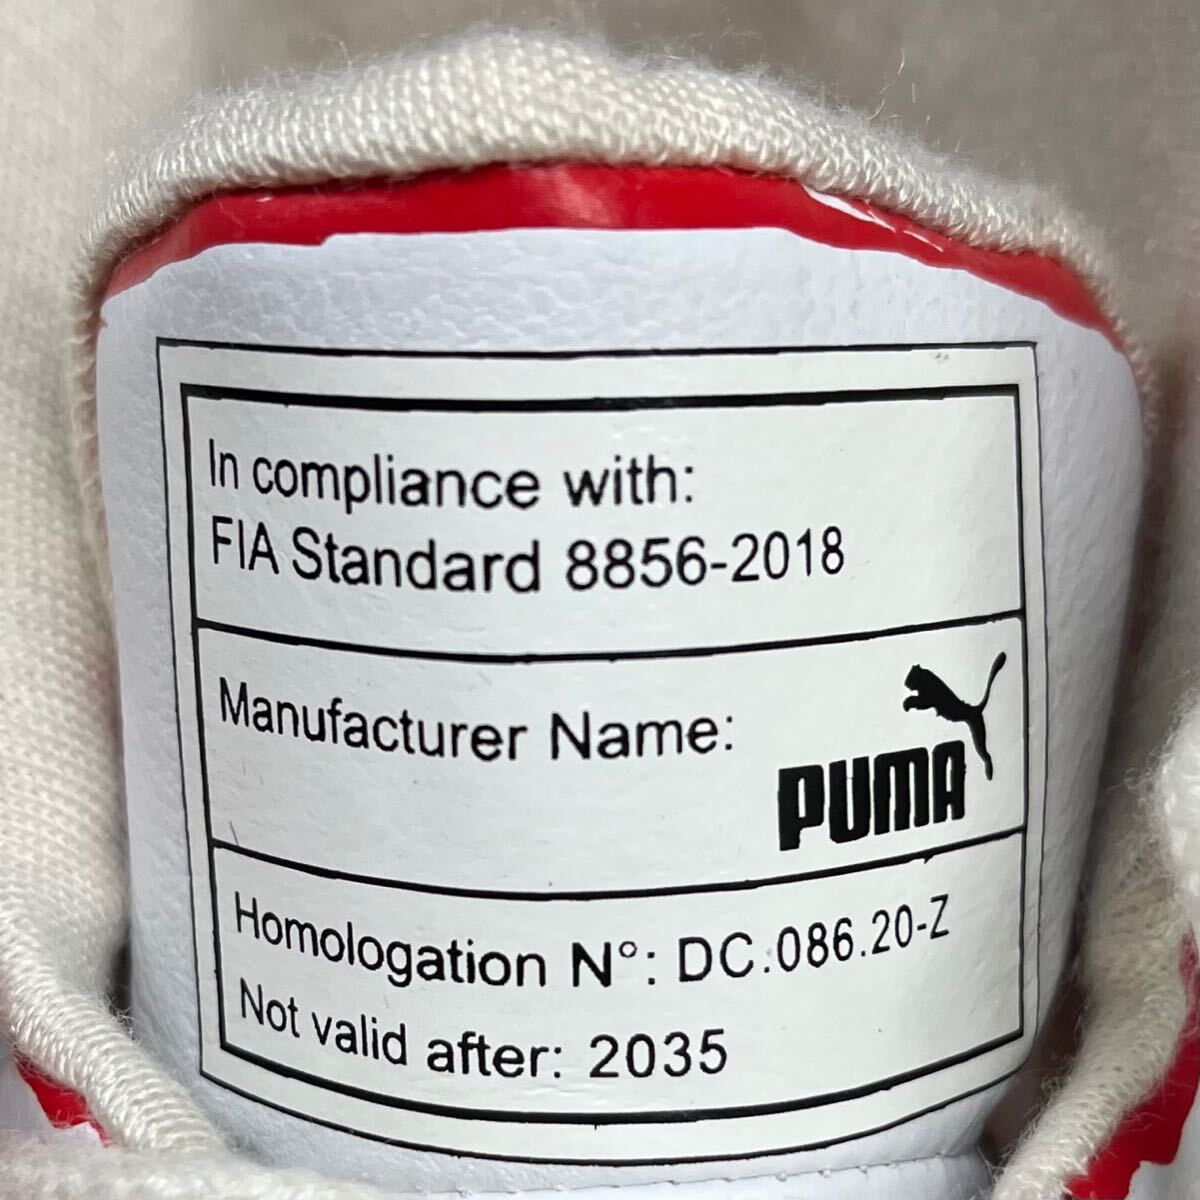 In compliance with:
FIA Standard 8856-2018
Manufacturer Name:
PUMA
Homologation N°: DC.086.20-Z
Not valid after: 2035